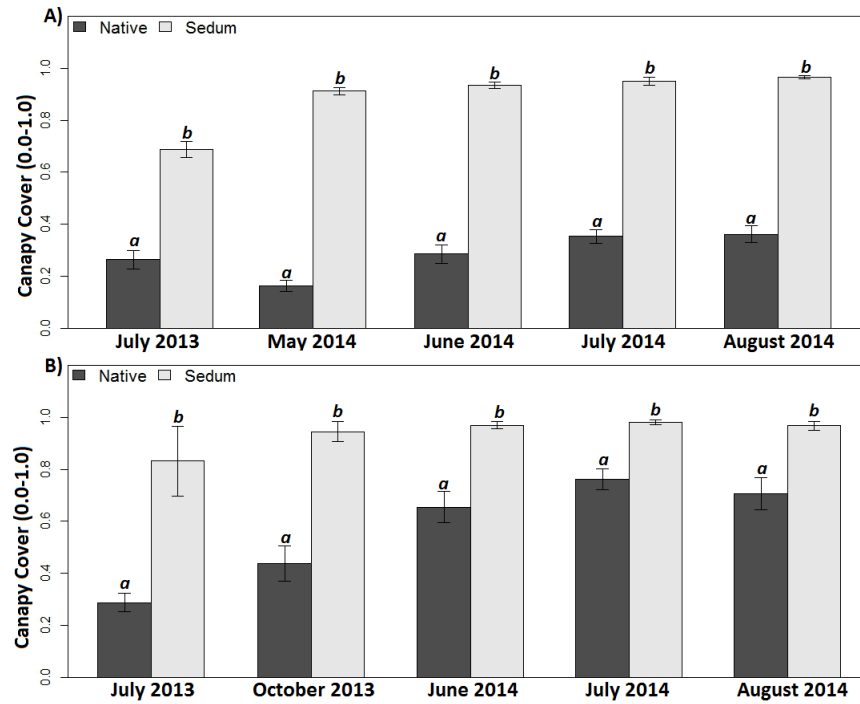 A)
Native Sedum
Canapy Cover (0.0-1.0)
1.0
0.8
0.6
0.4
0.2
0.0
a b a b a b a b a b
July 2013 May 2014 June 2014 July 2014 August 2014
B)
Native Sedum
Canapy Cover (0.0-1.0)
1.0
0.8
0.6
0.4
0.2
0.0
a b a b a b a b a b
July 2013 October 2013 June 2014 July 2014 August 2014